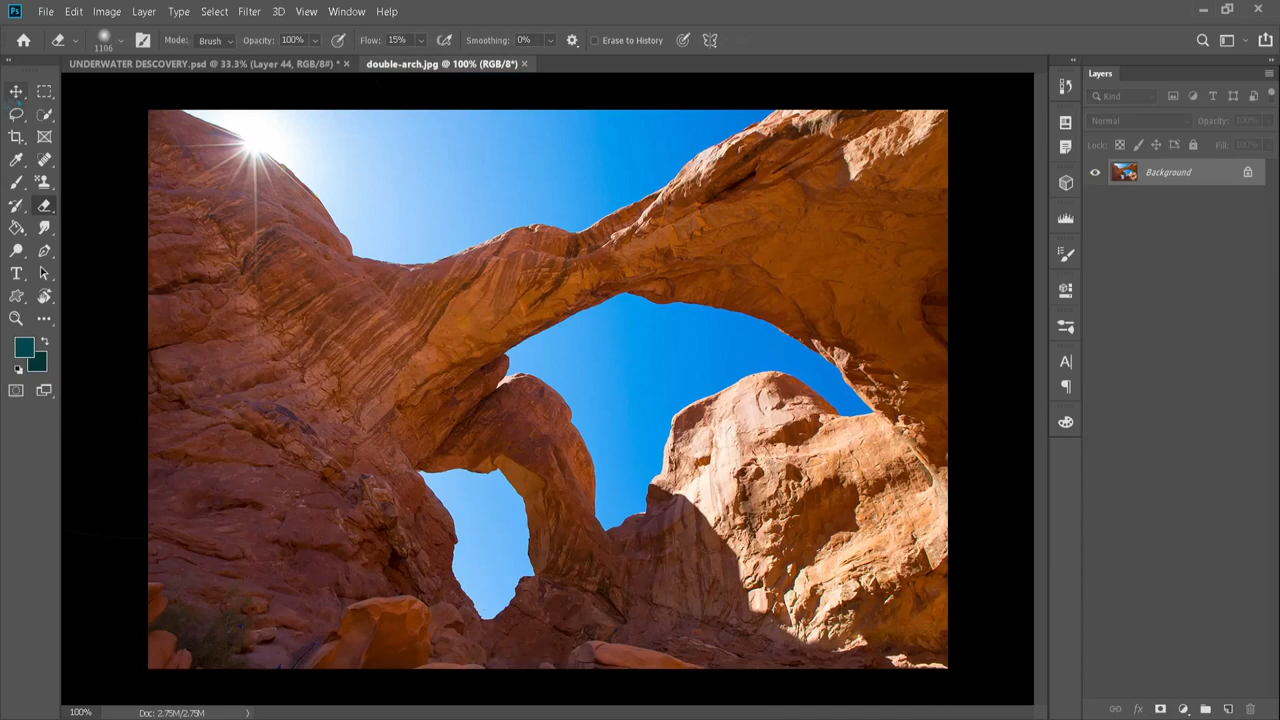 Ps File Edit Image Layer Type Select Filter 3D View Window Help
1106 Mode: Brush Opacity: 100% Flow: 15% Smoothing: 0% Erase to History
UNDERWATER DESCOVERY.psd @ 33.3% (Layer 44, RGB/8#) * × double-arch.jpg @ 100% (RGB/8*) ×
Layers
Kind
Normal Opacity: 100%
Lock: Fill: 100%
Background
100% Doc: 2.75M/2.75M